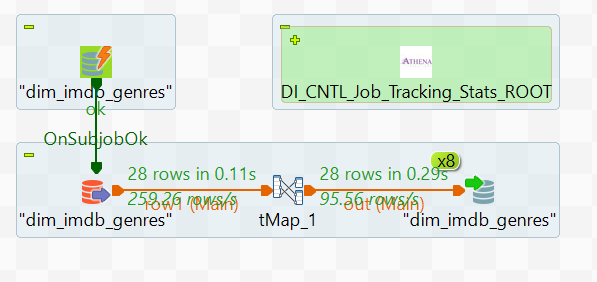 "dim_imdb_genres"
ok
OnSubjobOk
ATHENA
DI_CNTL_Job_Tracking_Stats_ROOT
28 rows in 0.11s
259.26 rows/s
row1 (Main)
28 rows in 0.29s
95.56 rows/s
out (Main)
x8
"dim_imdb_genres"
tMap_1
"dim_imdb_genres"